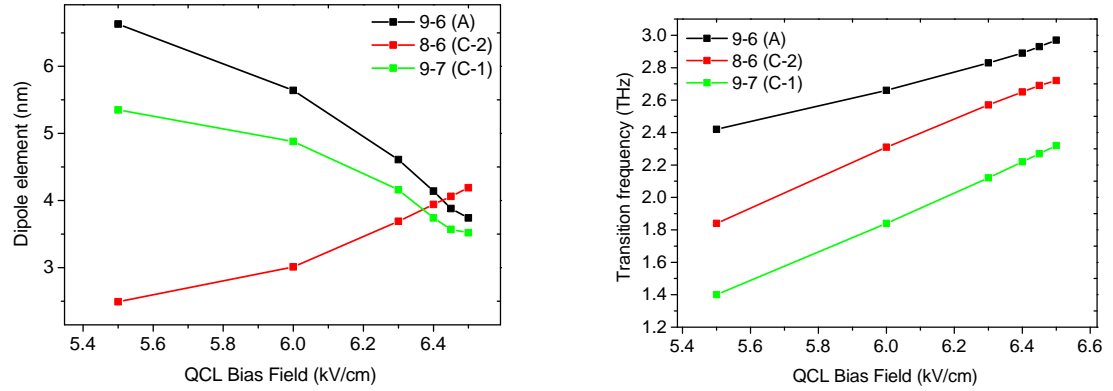 9-6 (A)
8-6 (C-2)
9-7 (C-1)
6
5
4
3
Dipole element (nm)
5.4 5.6 5.8 6.0 6.2 6.4
QCL Bias Field (kV/cm)
9-6 (A)
8-6 (C-2)
9-7 (C-1)
3.0
2.8
2.6
2.4
2.2
2.0
1.8
1.6
1.4
1.2
Transition frequency (THz)
5.4 5.6 5.8 6.0 6.2 6.4 6.6
QCL Bias Field (kV/cm)